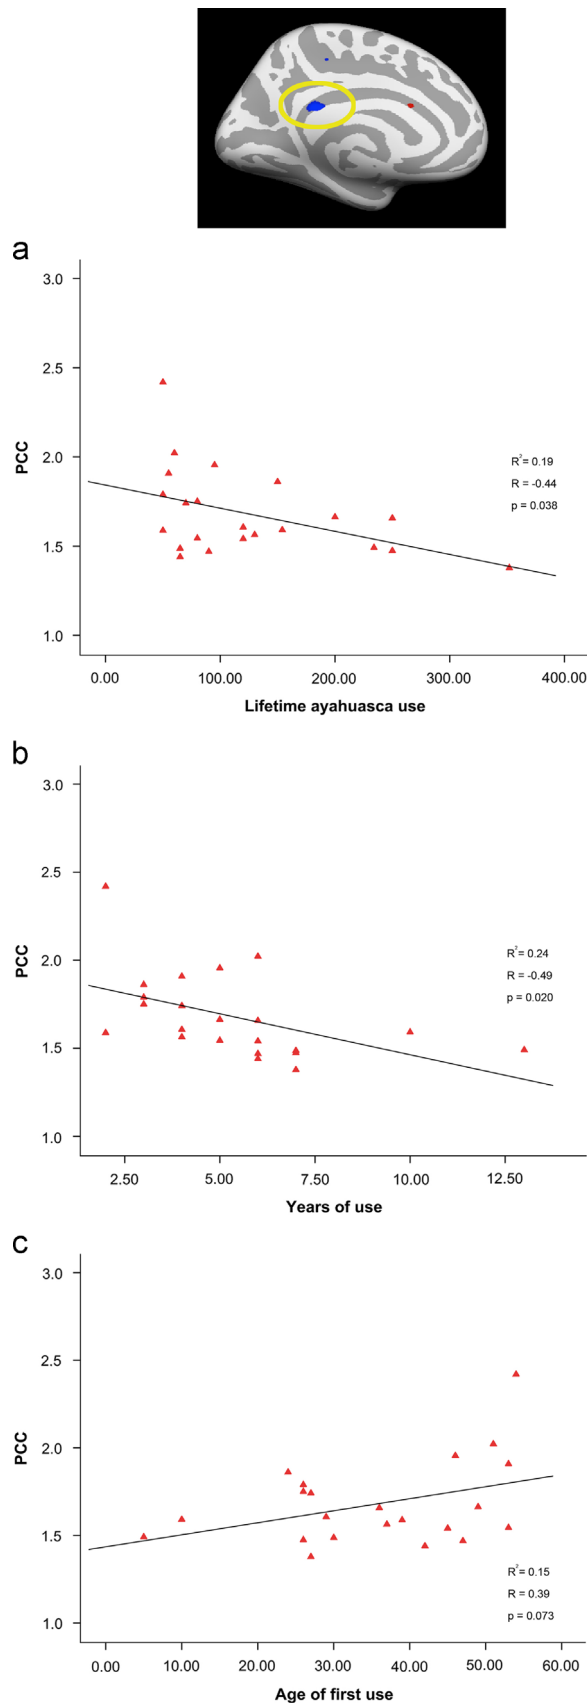 a
3.0
2.5
2.0
1.5
1.0
PCC
R²= 0.19
R = -0.44
p = 0.038
0.00 100.00 200.00 300.00 400.00
Lifetime ayahuasca use
b
3.0
2.5
2.0
1.5
1.0
PCC
R²= 0.24
R = -0.49
p = 0.020
2.50 5.00 7.50 10.00 12.50
Years of use
c
3.0
2.5
2.0
1.5
1.0
PCC
R²= 0.15
R = 0.39
p = 0.073
0.00 10.00 20.00 30.00 40.00 50.00 60.00
Age of first use